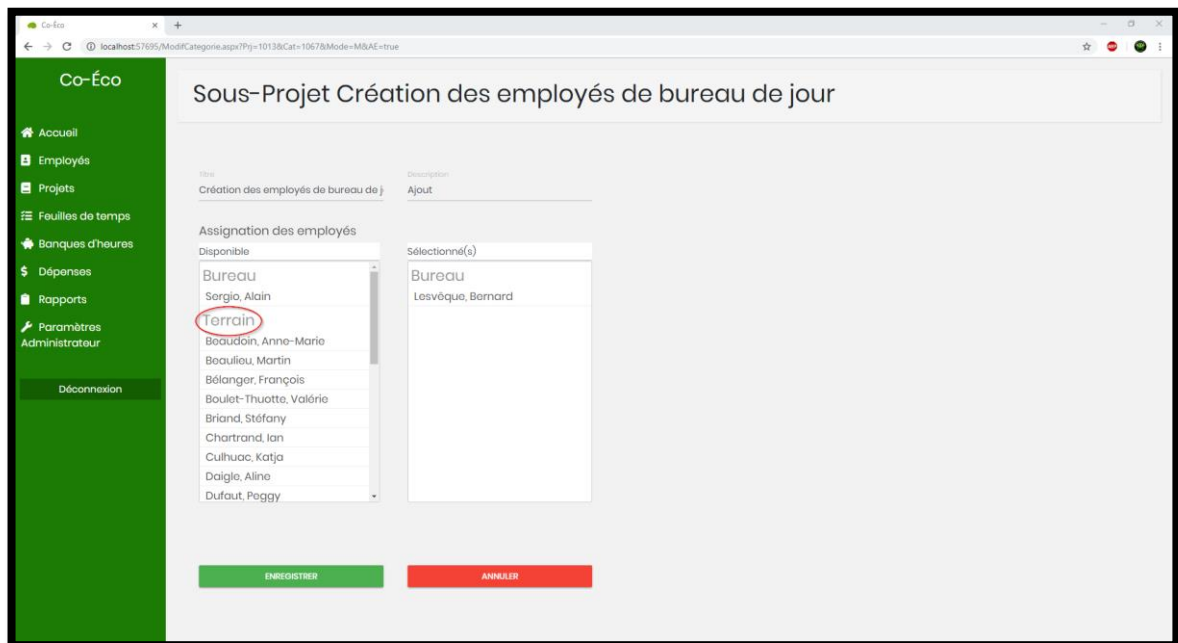 Co-Éco
localhost:57695/ModifCategorie.aspx?Prj=1013&Cat=1067&Mode=M&AE=true
Co-Éco
Accueil
Employés
Projets
Feuilles de temps
Banques d'heures
Dépenses
Rapports
Paramètres
Administrateur
Déconnexion
Sous-Projet Création des employés de bureau de jour
Titre
Création des employés de bureau de j
Description
Ajout
Assignation des employés
Disponible
Bureau
Sergio, Alain
Terrain
Beaudoin, Anne-Marie
Beaulieu, Martin
Bélanger, François
Boulet-Thuotte, Valérie
Briand, Stéfany
Chartrand, Ian
Culhuac, Katja
Daigle, Aline
Dufaut, Peggy
Sélectionné(s)
Bureau
Lesvêque, Bernard
ENREGISTRER
ANNULER